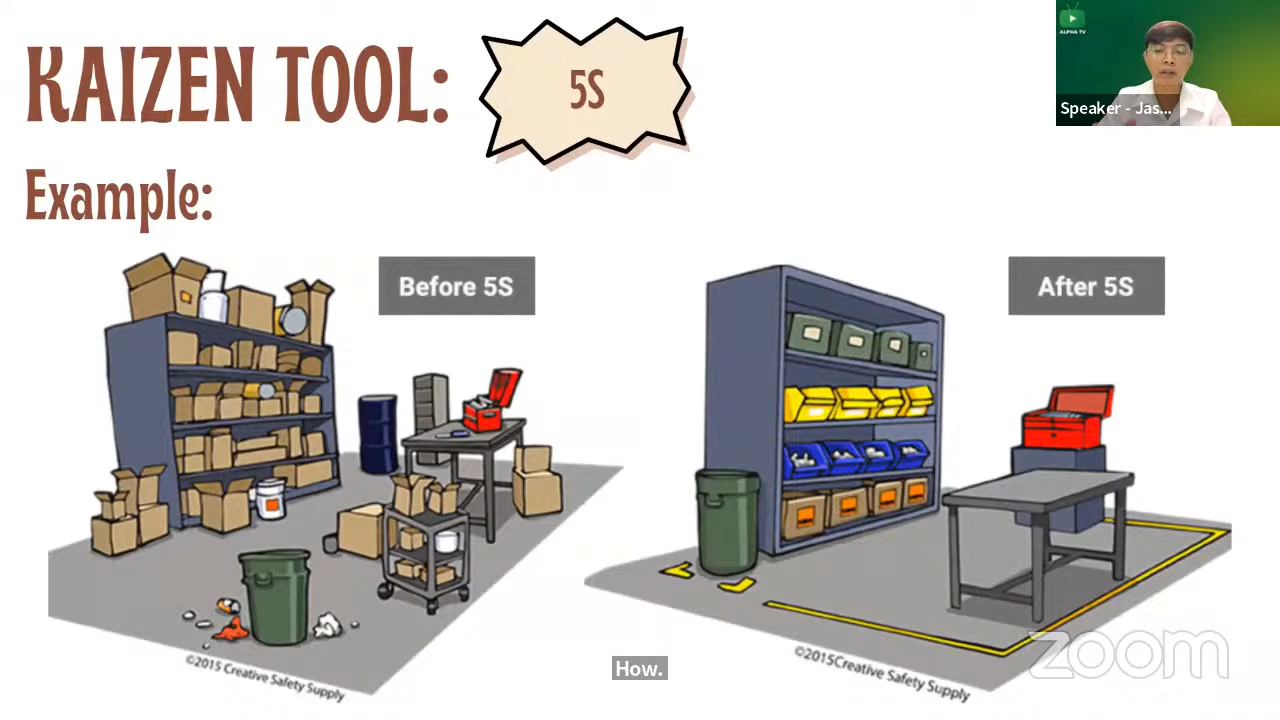 KAIZEN TOOL:
5S
ALPHA TV
Speaker - Jas...
Example:
Before 5S
After 5S
©2015 Creative Safety Supply
©2015Creative Safety Supply
How.
zoom